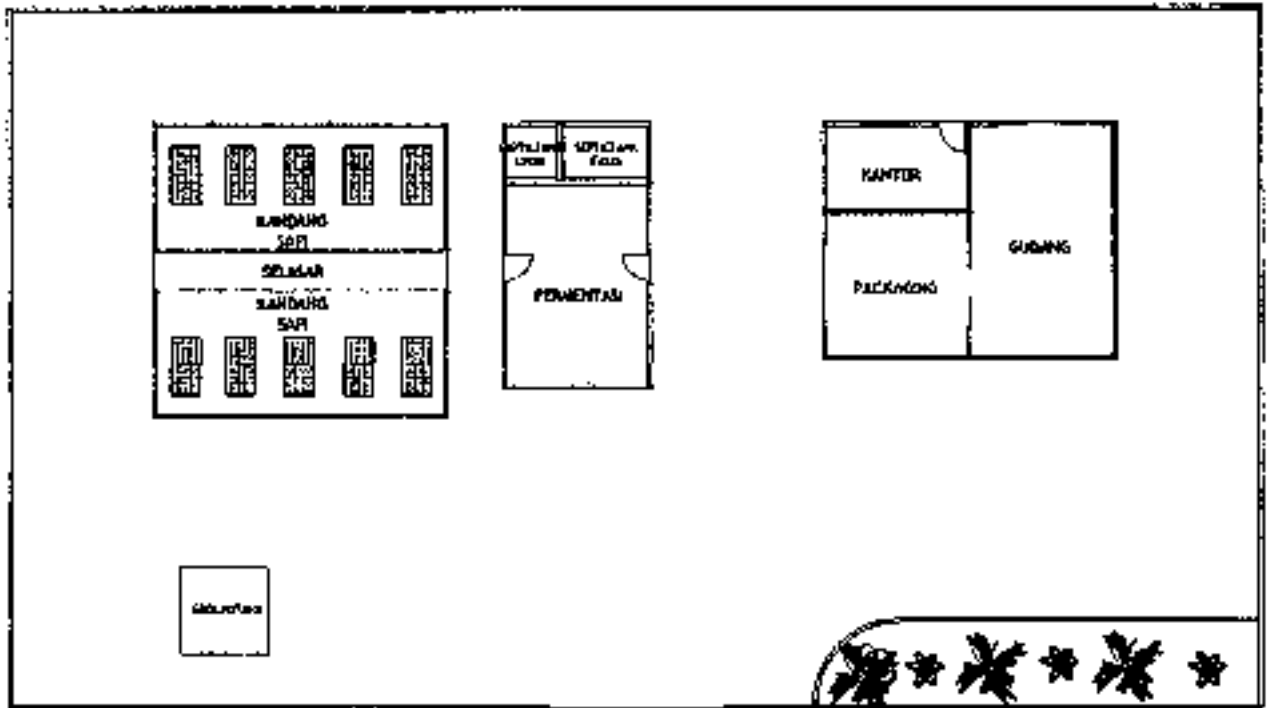 KANDANG
SAPI
SELASAR
KANDANG
SAPI
FERMENTASI
KANTOR
GUDANG
PACKAGING